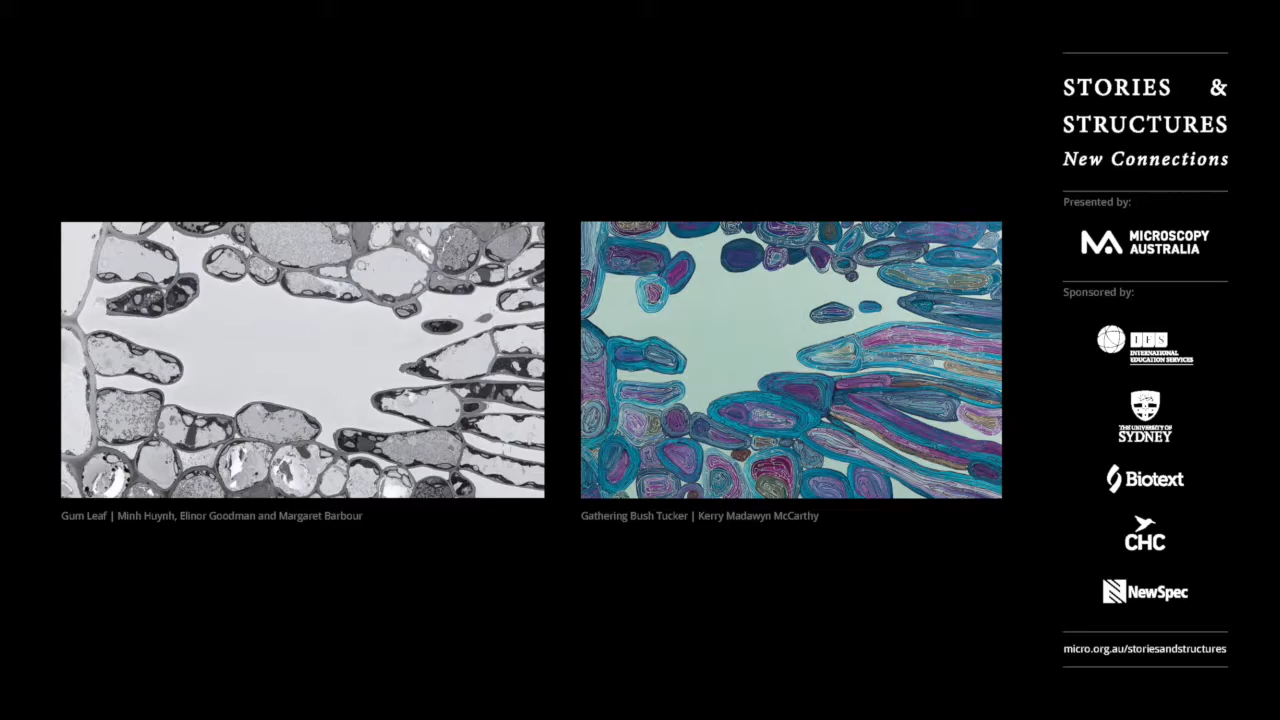 STORIES &
STRUCTURES
New Connections
Presented by:
MICROSCOPY
AUSTRALIA
Sponsored by:
IES
INTERNATIONAL
EDUCATION SERVICES
THE UNIVERSITY OF
SYDNEY
Biotext
CHC
NewSpec
micro.org.au/storiesandstructures
Gum Leaf | Minh Huynh, Elinor Goodman and Margaret Barbour
Gathering Bush Tucker | Kerry Madawyn McCarthy